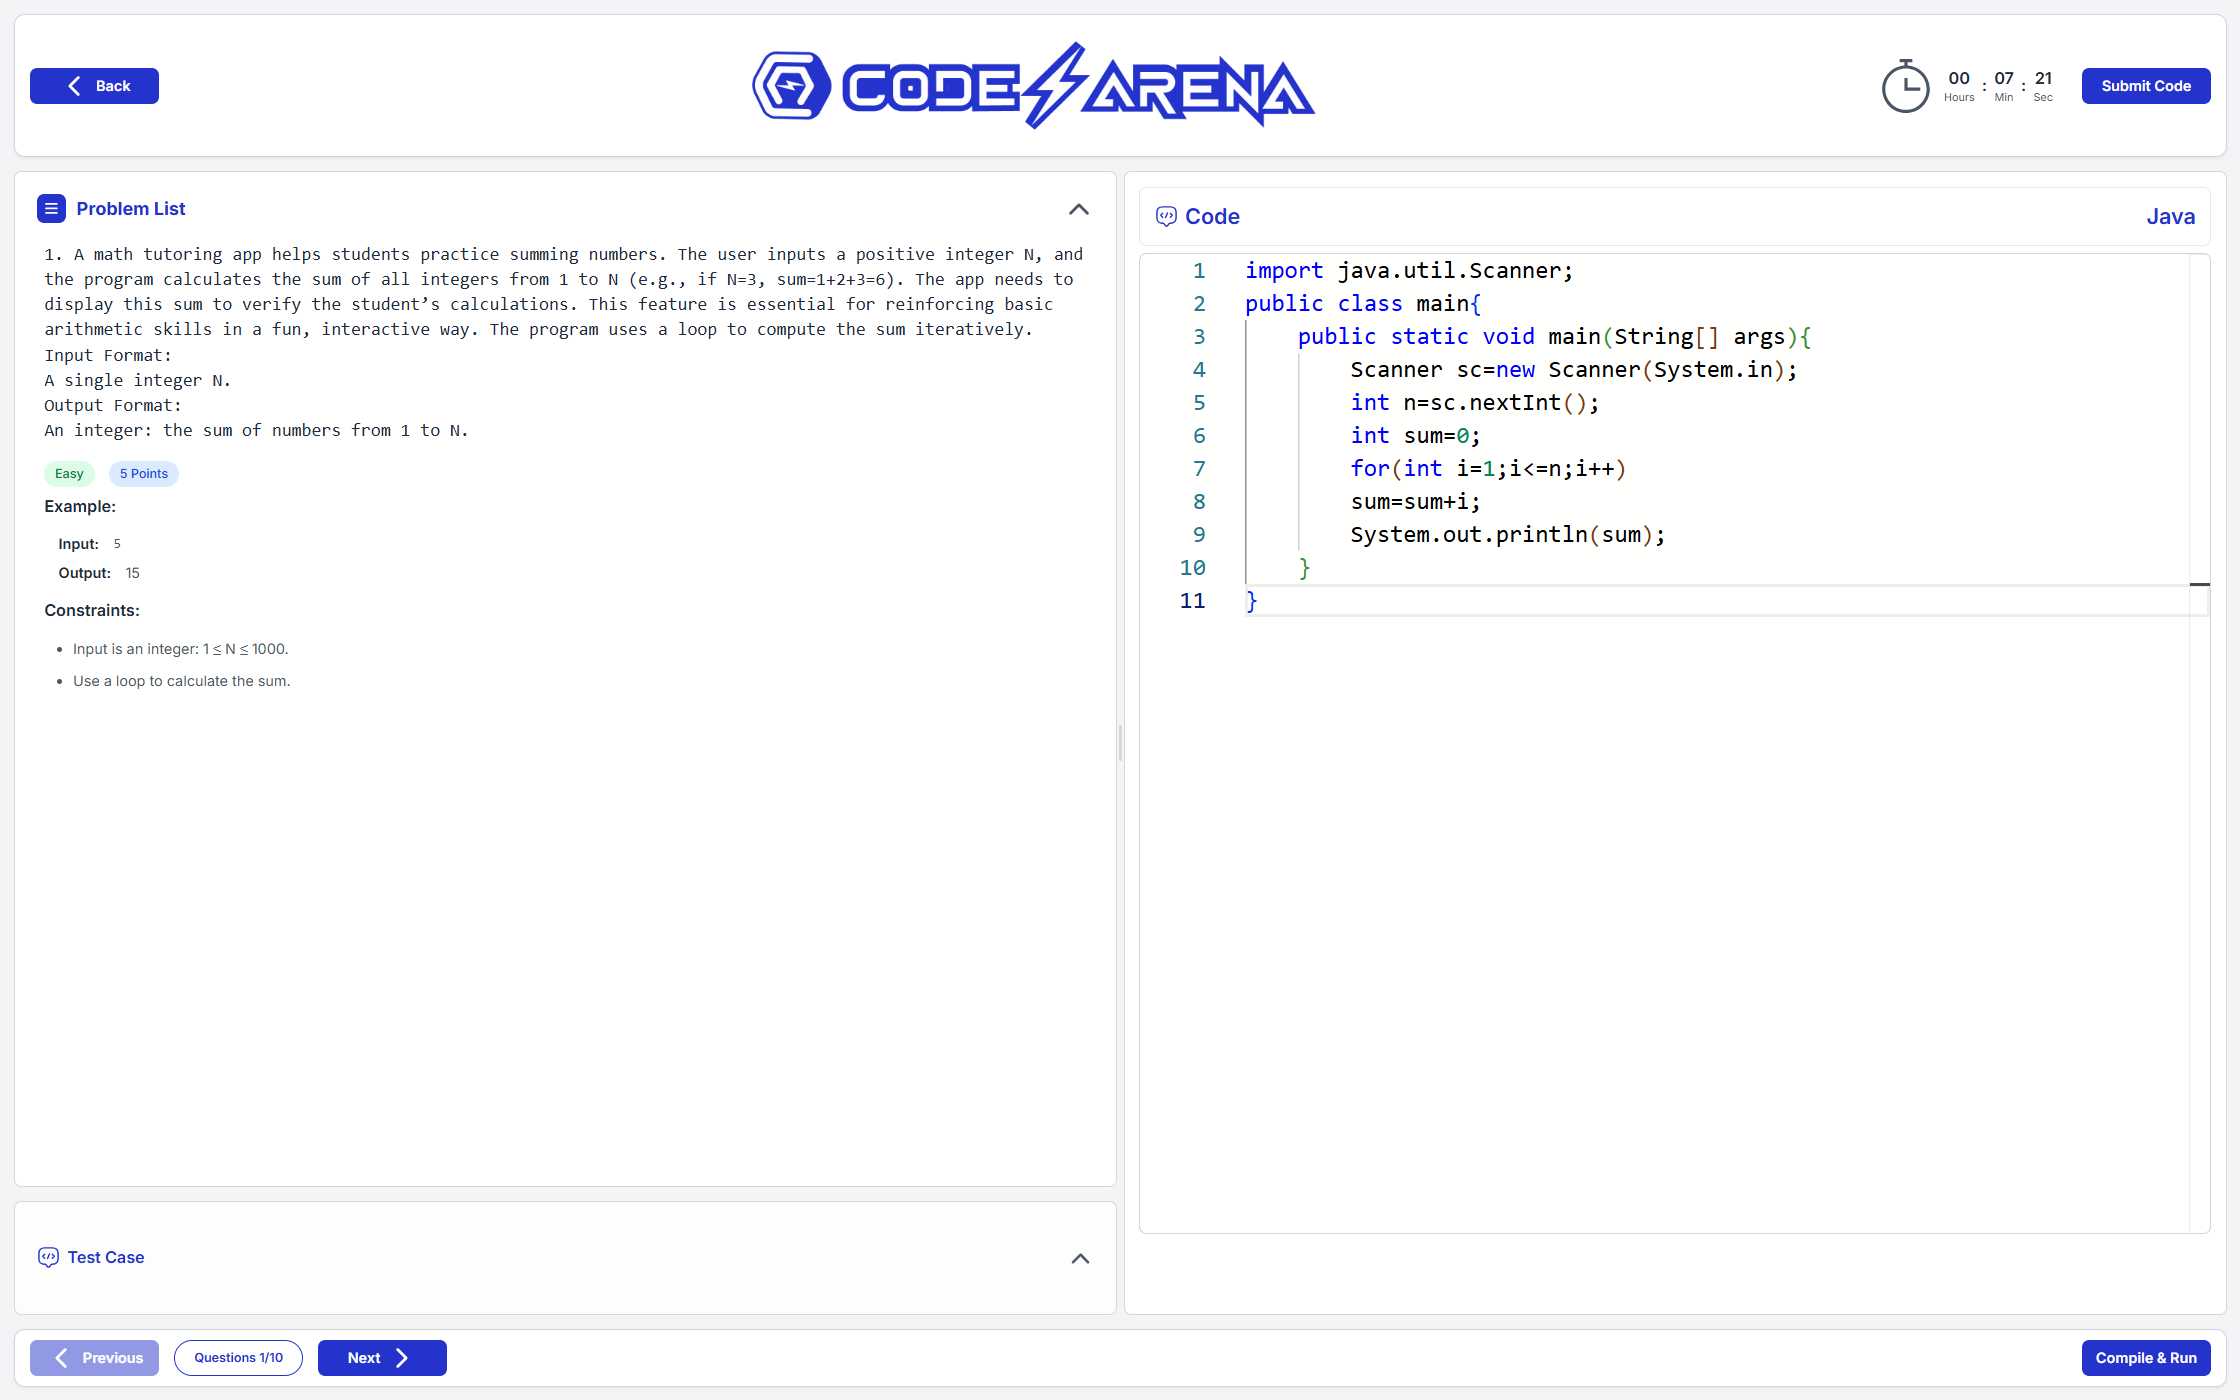 Back
CODE ARENA
00 : 07 : 21
Hours Min Sec
Submit Code
Problem List
1. A math tutoring app helps students practice summing numbers. The user inputs a positive integer N, and
the program calculates the sum of all integers from 1 to N (e.g., if N=3, sum=1+2+3=6). The app needs to
display this sum to verify the student’s calculations. This feature is essential for reinforcing basic
arithmetic skills in a fun, interactive way. The program uses a loop to compute the sum iteratively.
Input Format:
A single integer N.
Output Format:
An integer: the sum of numbers from 1 to N.
Easy 5 Points
Example:
Input: 5
Output: 15
Constraints:
• Input is an integer: 1 ≤ N ≤ 1000.
• Use a loop to calculate the sum.
Test Case
Code
Java
1 import java.util.Scanner;
2 public class main{
3     public static void main(String[] args){
4         Scanner sc=new Scanner(System.in);
5         int n=sc.nextInt();
6         int sum=0;
7         for(int i=1;i<=n;i++)
8         sum=sum+i;
9         System.out.println(sum);
10     }
11 }
Previous
Questions 1/10
Next
Compile & Run